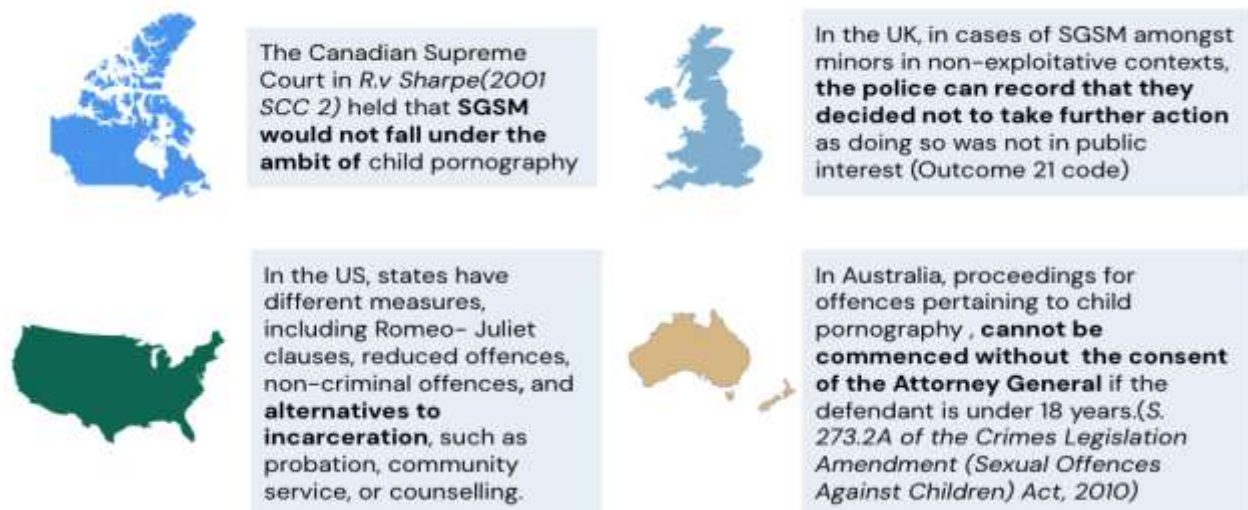 The Canadian Supreme
Court in R.v Sharpe(2001
SCC 2) held that SGSM
would not fall under the
ambit of child pornography
In the UK, in cases of SGSM amongst
minors in non-exploitative contexts,
the police can record that they
decided not to take further action
as doing so was not in public
interest (Outcome 21 code)
In the US, states have
different measures,
including Romeo- Juliet
clauses, reduced offences,
non-criminal offences, and
alternatives to
incarceration, such as
probation, community
service, or counselling.
In Australia, proceedings for
offences pertaining to child
pornography , cannot be
commenced without the consent
of the Attorney General if the
defendant is under 18 years.(S.
273.2A of the Crimes Legislation
Amendment (Sexual Offences
Against Children) Act, 2010)